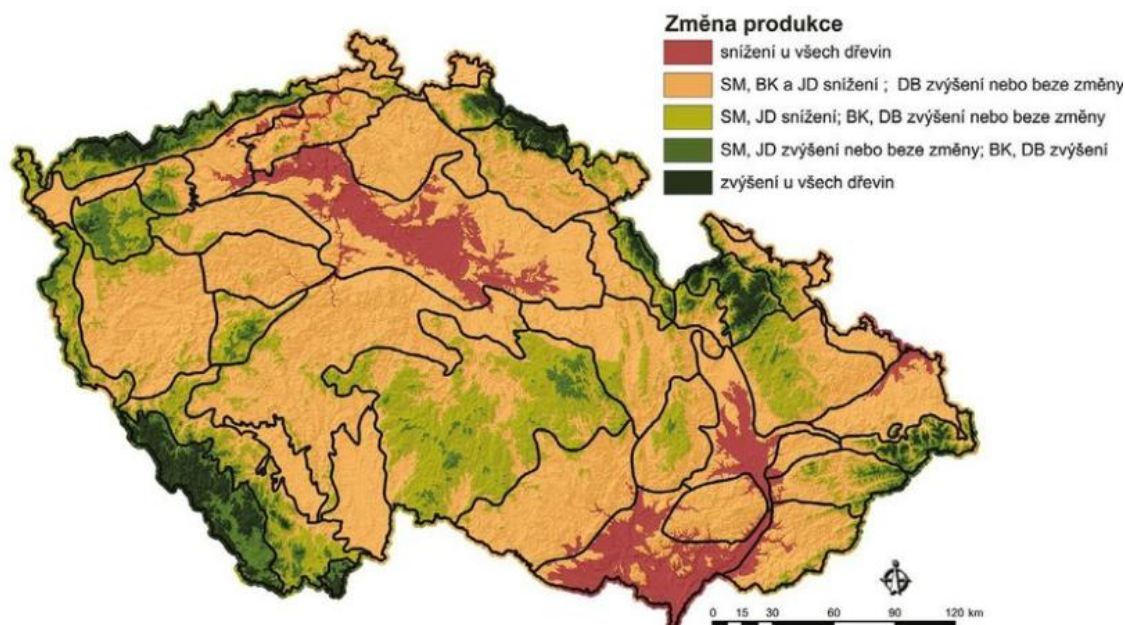 Změna produkce
snížení u všech dřevin
SM, BK a JD snížení ; DB zvýšení nebo beze změny
SM, JD snížení; BK, DB zvýšení nebo beze změny
SM, JD zvýšení nebo beze změny; BK, DB zvýšení
zvýšení u všech dřevin
0 15 30 60 90 120 km